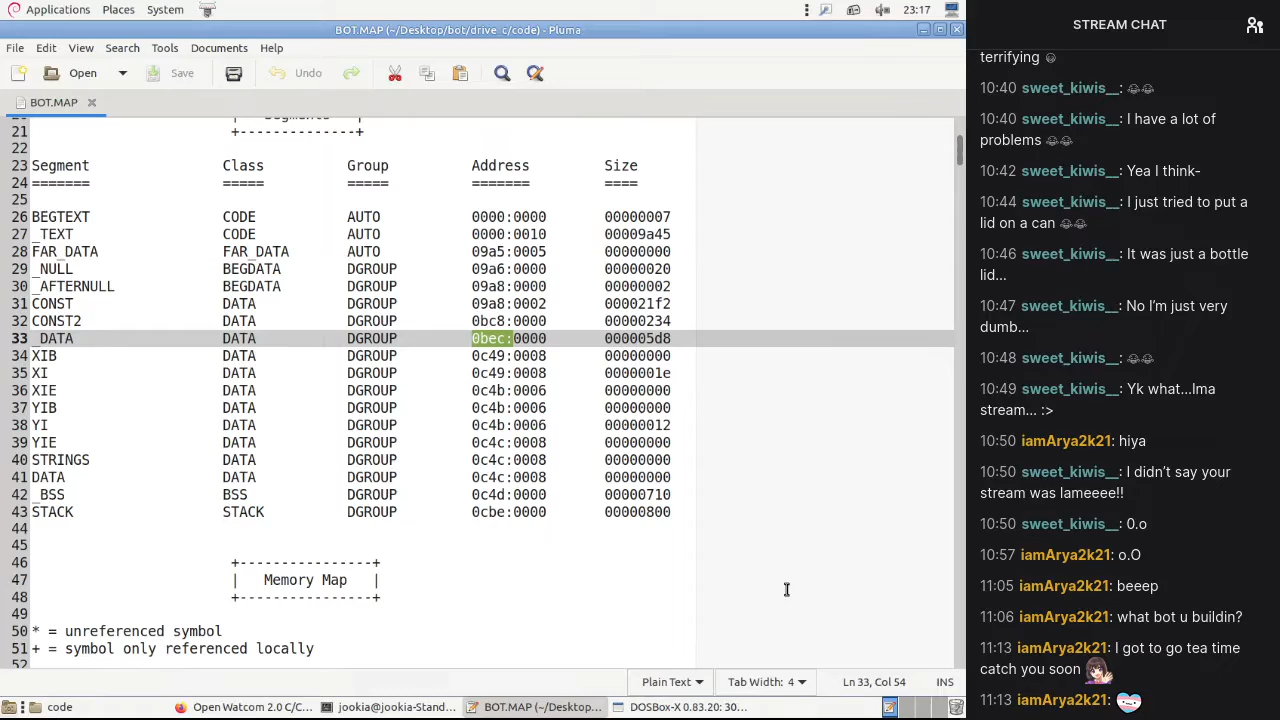 Applications Places System 23:17
BOT.MAP (~/Desktop/bot/drive_c/code) - Pluma
File Edit View Search Tools Documents Help
Open Save Undo
BOT.MAP
| Segments |
21 +--------------+
22
23 Segment Class Group Address Size
24 ======= ===== ===== ======= ====
25
26 BEGTEXT CODE AUTO 0000:0000 00000007
27 _TEXT CODE AUTO 0000:0010 00009a45
28 FAR_DATA FAR_DATA AUTO 09a5:0005 00000000
29 _NULL BEGDATA DGROUP 09a6:0000 00000020
30 _AFTERNULL BEGDATA DGROUP 09a8:0000 00000002
31 CONST DATA DGROUP 09a8:0002 000021f2
32 CONST2 DATA DGROUP 0bc8:0000 00000234
33 _DATA DATA DGROUP 0bec:0000 000005d8
34 XIB DATA DGROUP 0c49:0008 00000000
35 XI DATA DGROUP 0c49:0008 0000001e
36 XIE DATA DGROUP 0c4b:0006 00000000
37 YIB DATA DGROUP 0c4b:0006 00000000
38 YI DATA DGROUP 0c4b:0006 00000012
39 YIE DATA DGROUP 0c4c:0008 00000000
40 STRINGS DATA DGROUP 0c4c:0008 00000000
41 DATA DATA DGROUP 0c4c:0008 00000000
42 _BSS BSS DGROUP 0c4d:0000 00000710
43 STACK STACK DGROUP 0cbe:0000 00000800
44
45
46 +----------------+
47 | Memory Map |
48 +----------------+
49
50 * = unreferenced symbol
51 + = symbol only referenced locally
52
Plain Text Tab Width: 4 Ln 33, Col 54 INS
code Open Watcom 2.0 C/C... jookia@jookia-Stand... BOT.MAP (~/Desktop... DOSBox-X 0.83.20: 30...
STREAM CHAT
terrifying ☺
10:40 sweet_kiwis__: 😂😂
10:40 sweet_kiwis__: I have a lot of
problems 😂😂
10:42 sweet_kiwis__: Yea I think-
10:44 sweet_kiwis__: I just tried to put a
lid on a can 😂😂
10:46 sweet_kiwis__: It was just a bottle
lid...
10:47 sweet_kiwis__: No I'm just very
dumb...
10:48 sweet_kiwis__: 😂😂
10:49 sweet_kiwis__: Yk what...Ima
stream... :>
10:50 iamArya2k21: hiya
10:50 sweet_kiwis__: I didn't say your
stream was lameeee!!
10:50 sweet_kiwis__: 0.o
10:57 iamArya2k21: o.O
11:05 iamArya2k21: beeep
11:06 iamArya2k21: what bot u buildin?
11:13 iamArya2k21: I got to go tea time
catch you soon
11:13 iamArya2k21: